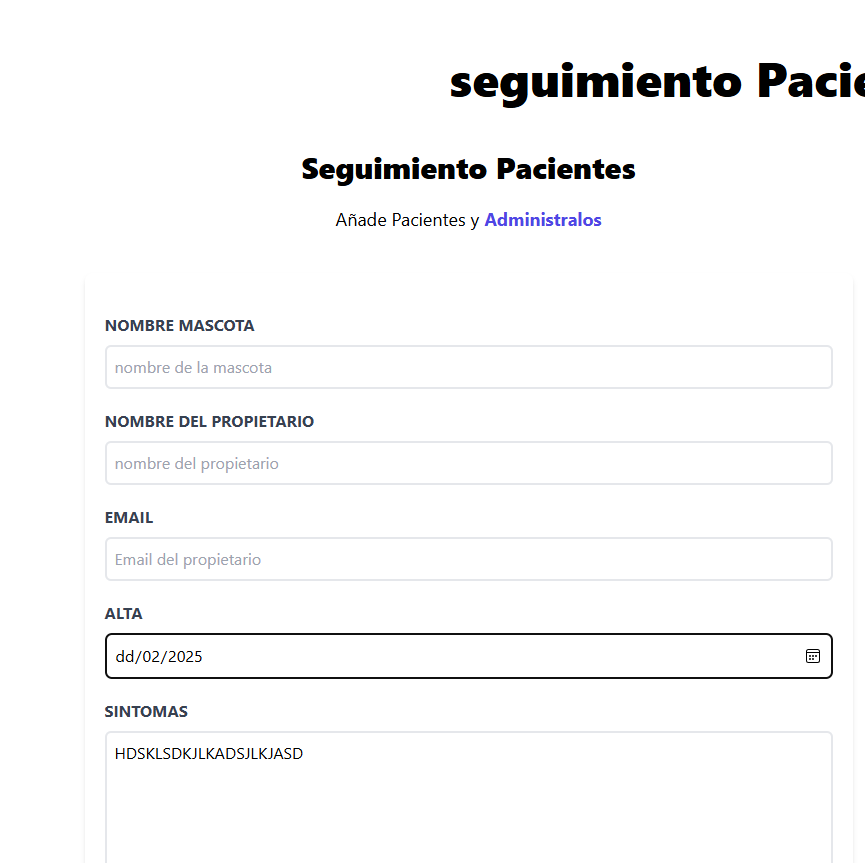 seguimiento Pacie
Seguimiento Pacientes
Añade Pacientes y Administralos
NOMBRE MASCOTA
nombre de la mascota
NOMBRE DEL PROPIETARIO
nombre del propietario
EMAIL
Email del propietario
ALTA
dd/02/2025
SINTOMAS
HDSKLSDKJLKADSJLKJASD